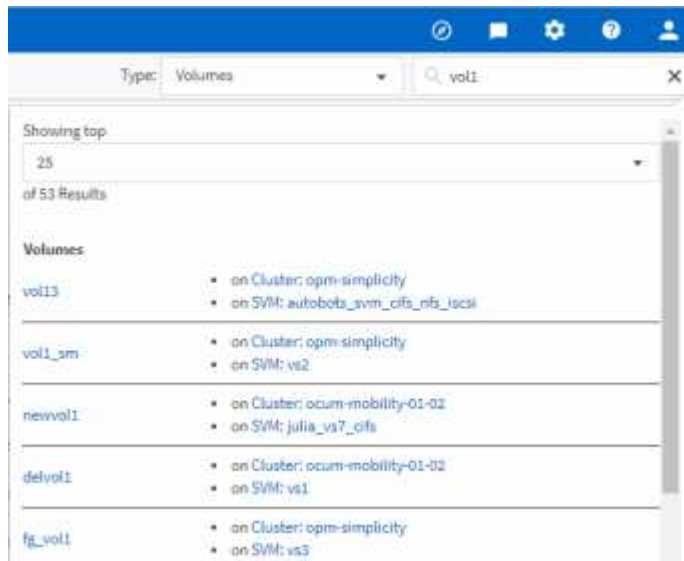 Type: Volumes vol1
Showing top
25
of 53 Results
Volumes
vol13
on Cluster: opm-simplicity
on SVM: autobots_svm_cifs_nfs_iscsi
vol1_sm
on Cluster: opm-simplicity
on SVM: vs2
newvol1
on Cluster: ocum-mobility-01-02
on SVM: julia_vs7_cifs
delvol1
on Cluster: ocum-mobility-01-02
on SVM: vs1
fg_vol1
on Cluster: opm-simplicity
on SVM: vs3